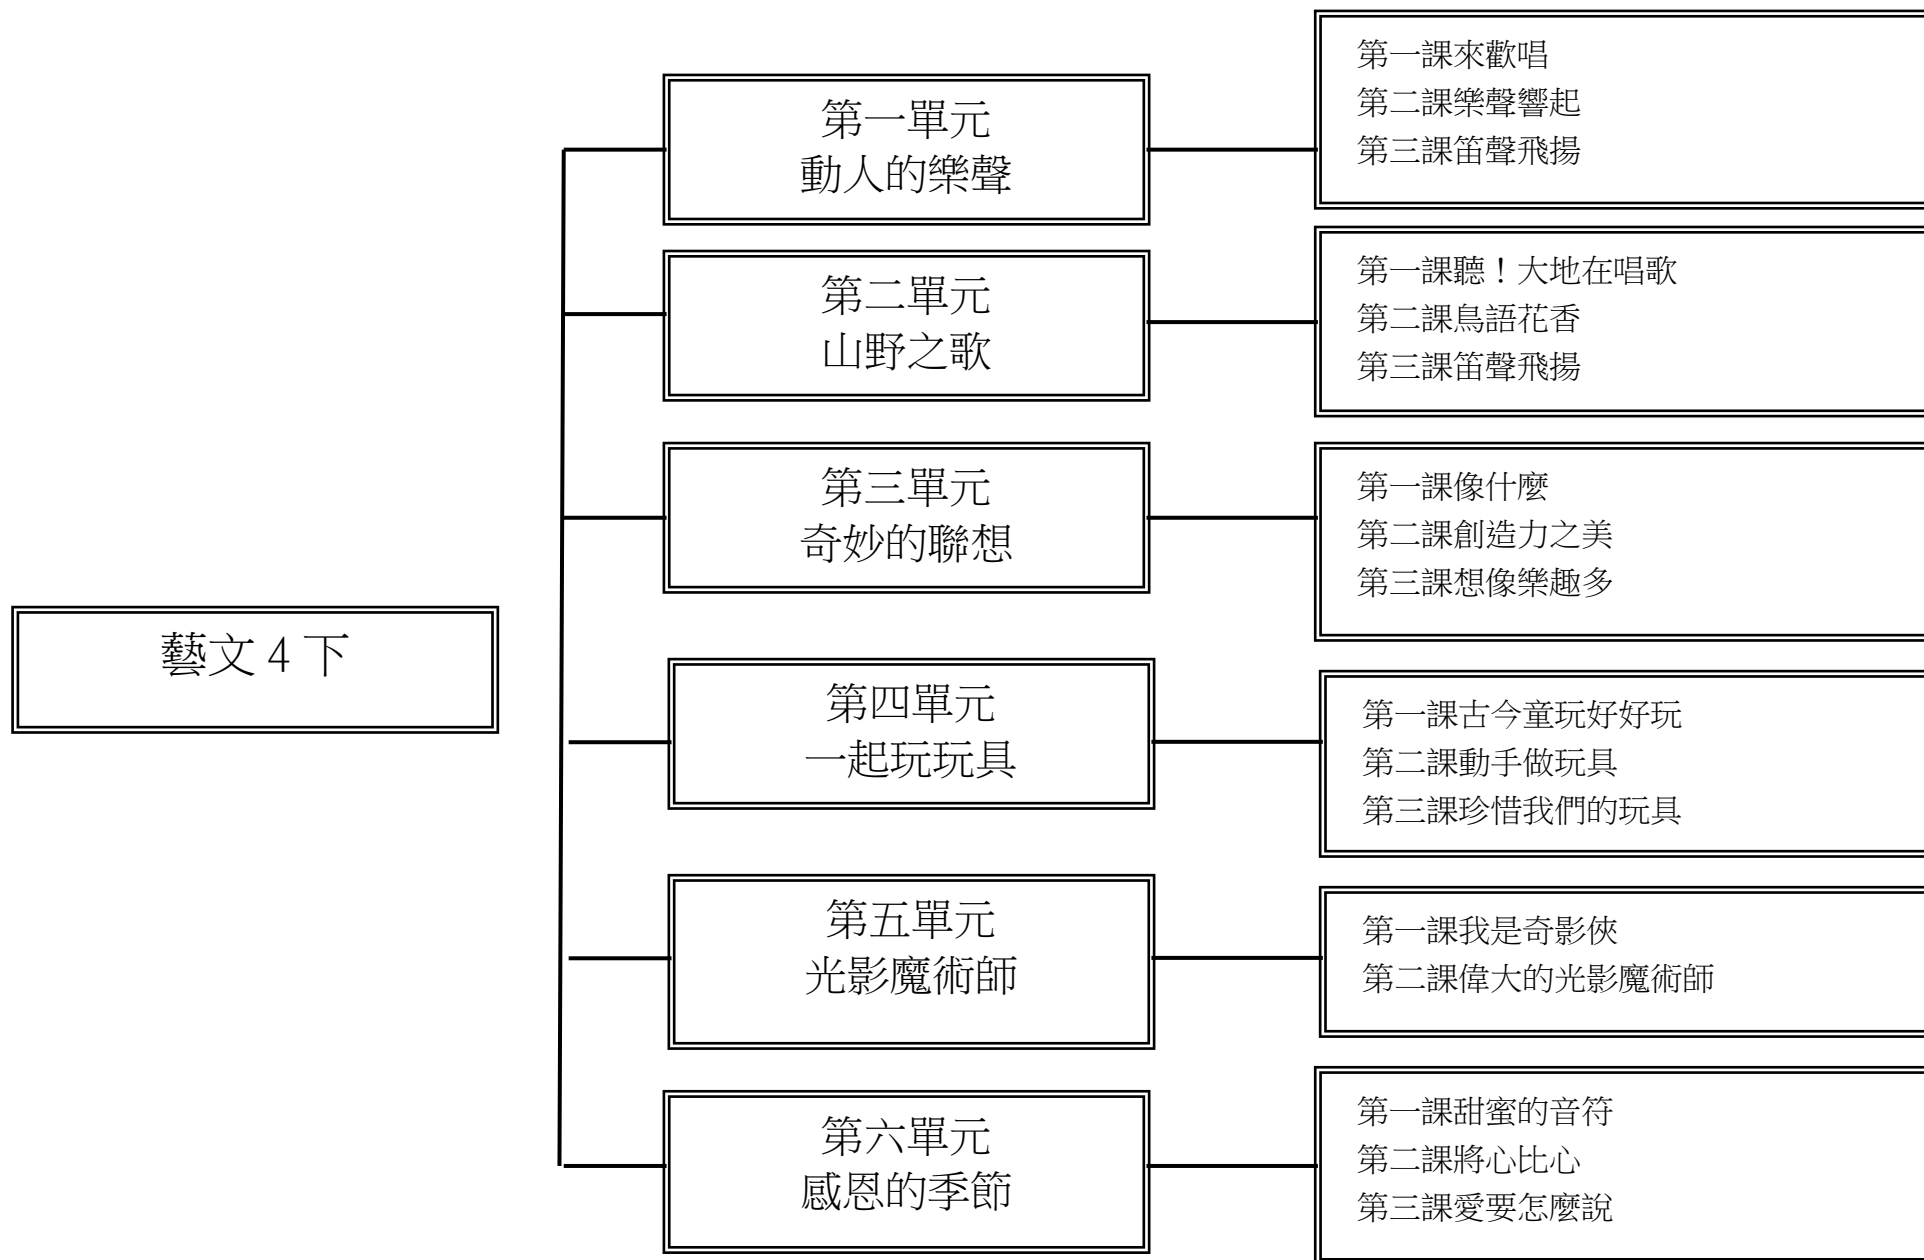 藝文4下
第一單元
動人的樂聲
第一課來歡唱
第二課樂聲響起
第三課笛聲飛揚
第二單元
山野之歌
第一課聽！大地在唱歌
第二課鳥語花香
第三課笛聲飛揚
第三單元
奇妙的聯想
第一課像什麼
第二課創造力之美
第三課想像樂趣多
第四單元
一起玩玩具
第一課古今童玩好好玩
第二課動手做玩具
第三課珍惜我們的玩具
第五單元
光影魔術師
第一課我是奇影俠
第二課偉大的光影魔術師
第六單元
感恩的季節
第一課甜蜜的音符
第二課將心比心
第三課愛要怎麼說